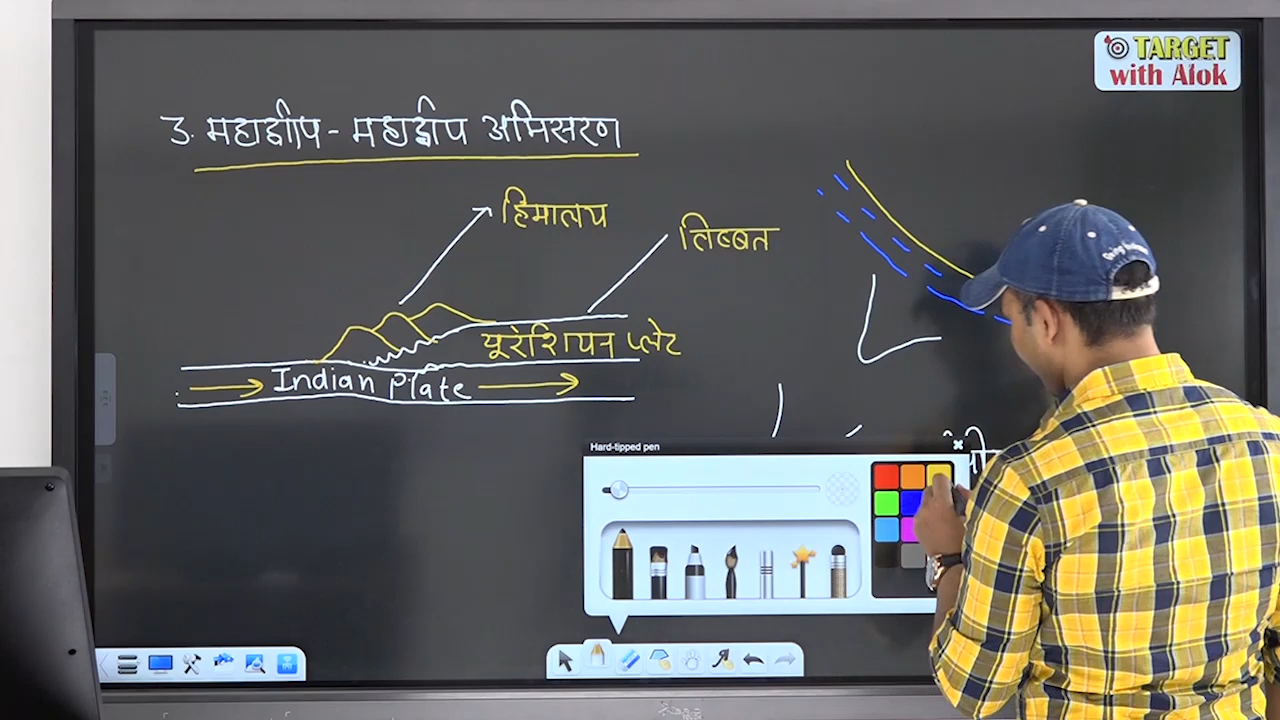 TARGET
with Alok
3. महाद्वीप - महाद्वीप अभिसरण
हिमालय
तिब्बत
यूरेशियन प्लेट
Indian Plate
Hard-tipped pen